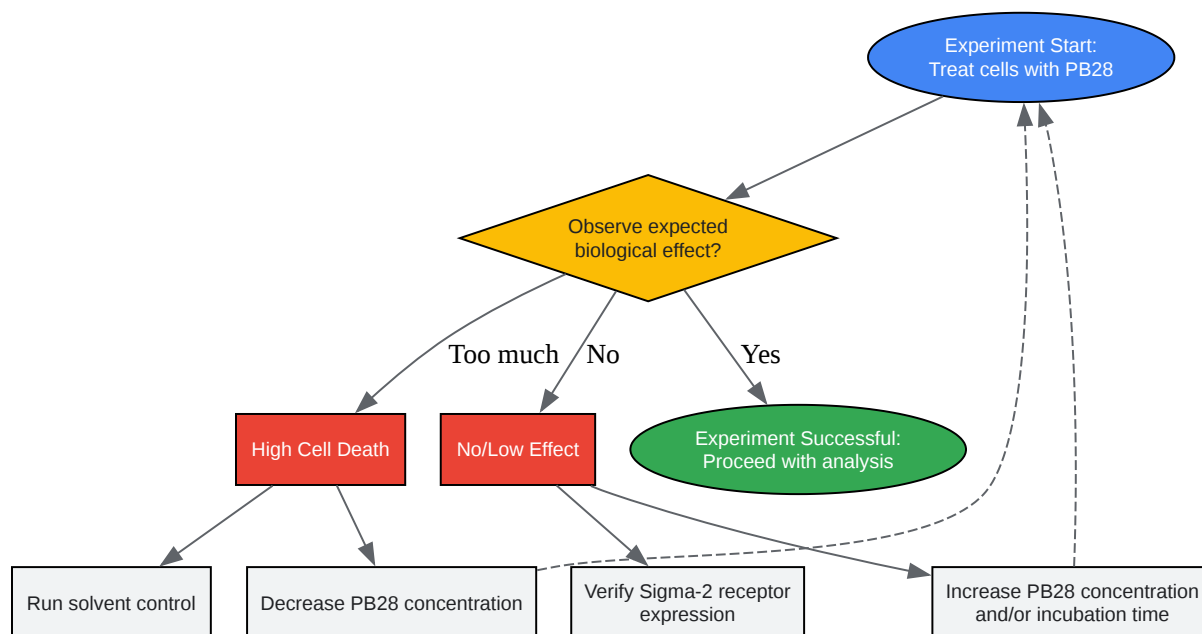 Experiment Start:
Treat cells with PB28
Observe expected
biological effect?
Too much
No
Yes
High Cell Death
No/Low Effect
Experiment Successful:
Proceed with analysis
Run solvent control
Decrease PB28 concentration
Verify Sigma-2 receptor
expression
Increase PB28 concentration
and/or incubation time